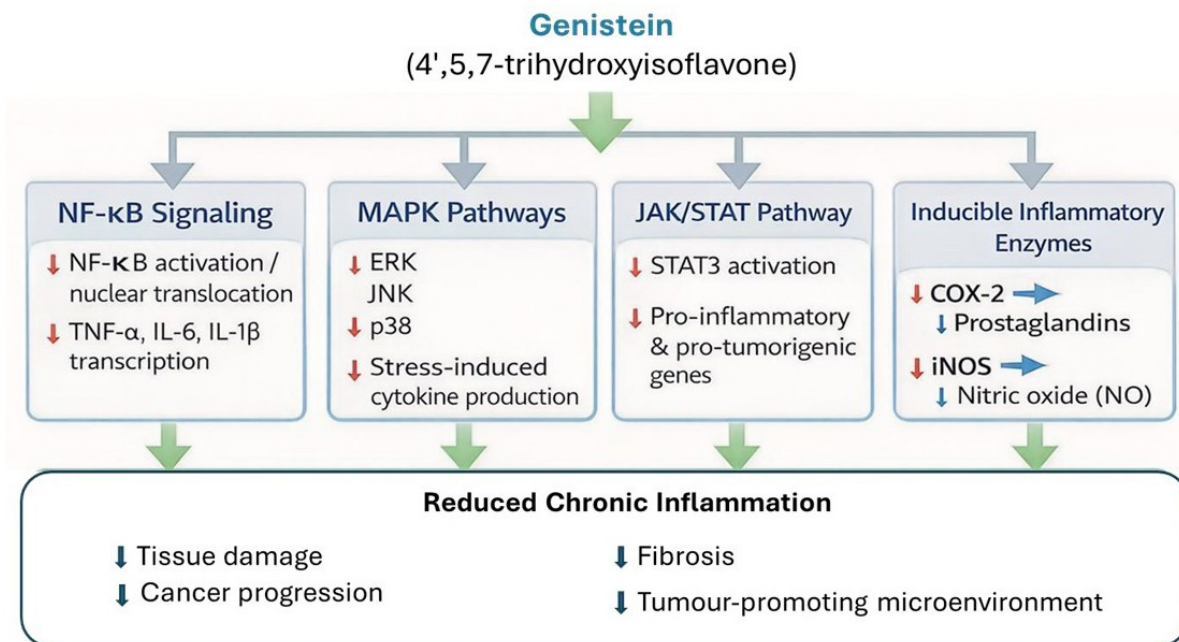 Genistein
(4',5,7-trihydroxyisoflavone)
NF-κB Signaling
↓ NF-κB activation /
nuclear translocation
↓ TNF-α, IL-6, IL-1β
transcription
MAPK Pathways
↓ ERK
JNK
↓ p38
↓ Stress-induced
cytokine production
JAK/STAT Pathway
↓ STAT3 activation
↓ Pro-inflammatory
& pro-tumorigenic
genes
Inducible Inflammatory
Enzymes
↓ COX-2 →
↓ Prostaglandins
↓ iNOS →
↓ Nitric oxide (NO)
Reduced Chronic Inflammation
↓ Tissue damage
↓ Cancer progression
↓ Fibrosis
↓ Tumour-promoting microenvironment